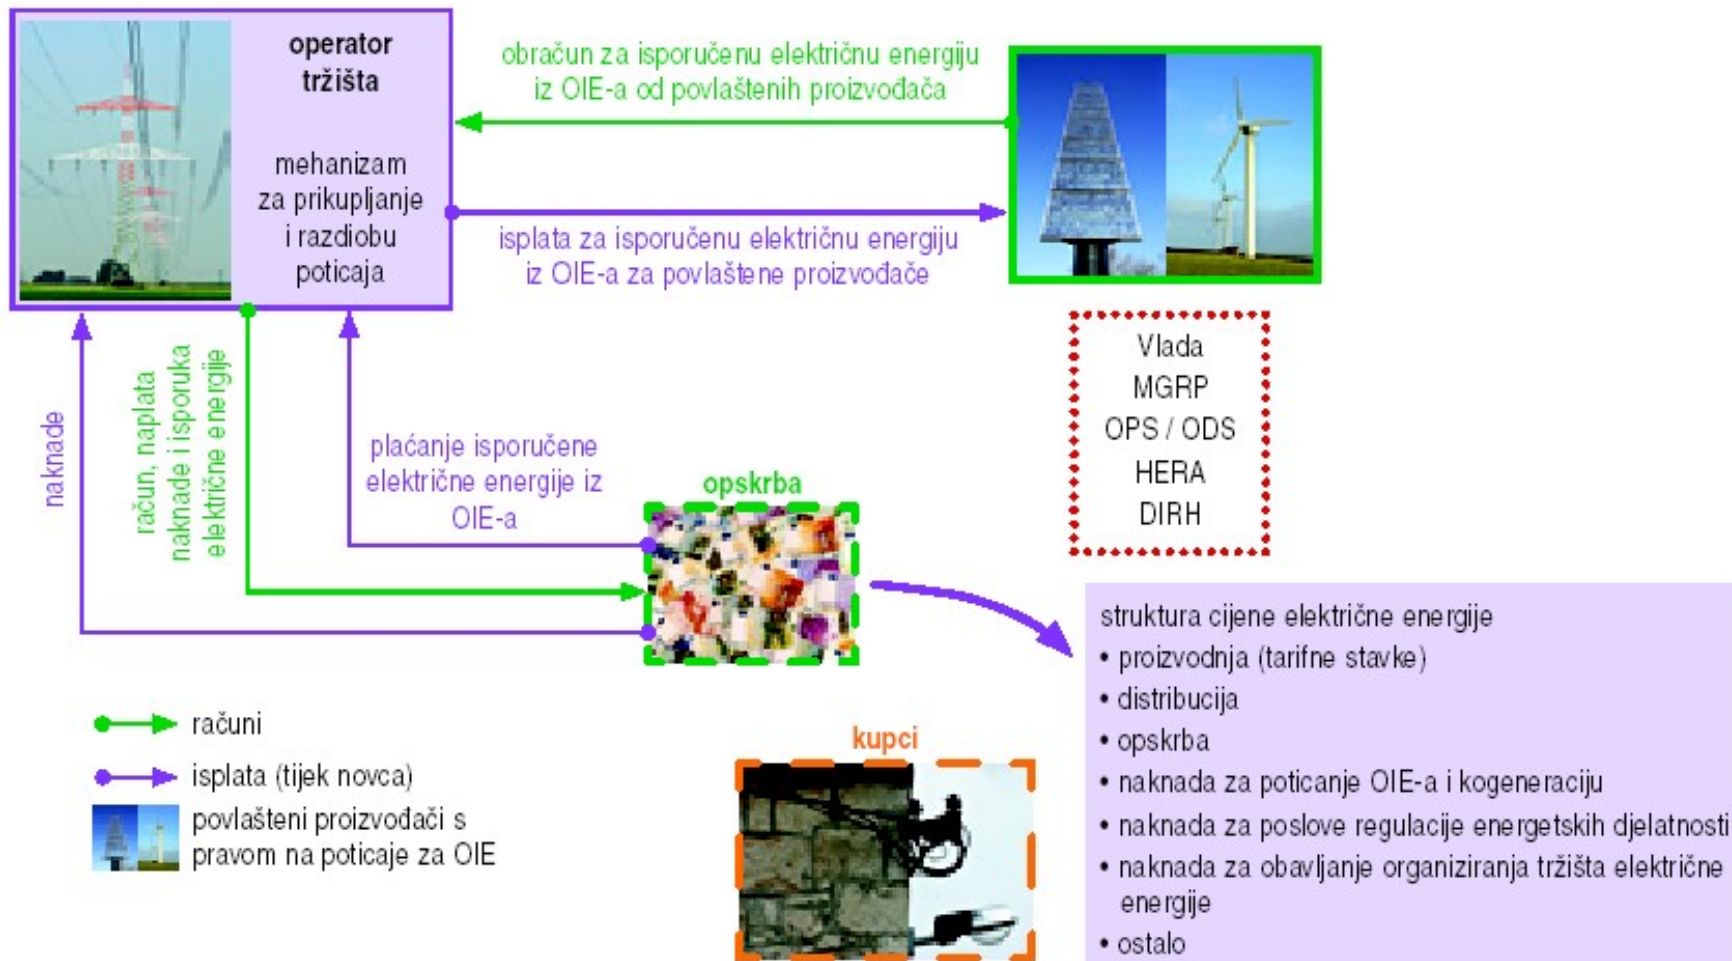 operator
tržišta
mehanizam
za prikupljanje
i razdiobu
poticaja
obračun za isporučenu električnu energiju
iz OIE-a od povlaštenih proizvođača
isplata za isporučenu električnu energiju
iz OIE-a za povlaštene proizvođače
Vlada
MGRP
OPS / ODS
HERA
DIRH
naknade
račun, naplata
naknade i isporuka
električne energije
plaćanje isporučene
električne energije iz
OIE-a
opskrba
struktura cijene električne energije
• proizvodnja (tarifne stavke)
• distribucija
• opskrba
• naknada za poticanje OIE-a i kogeneraciju
• naknada za poslove regulacije energetskih djelatnosti
• naknada za obavljanje organiziranja tržišta električne
energije
• ostalo
računi
isplata (tijek novca)
povlašteni proizvođači s
pravom na poticaje za OIE
kupci